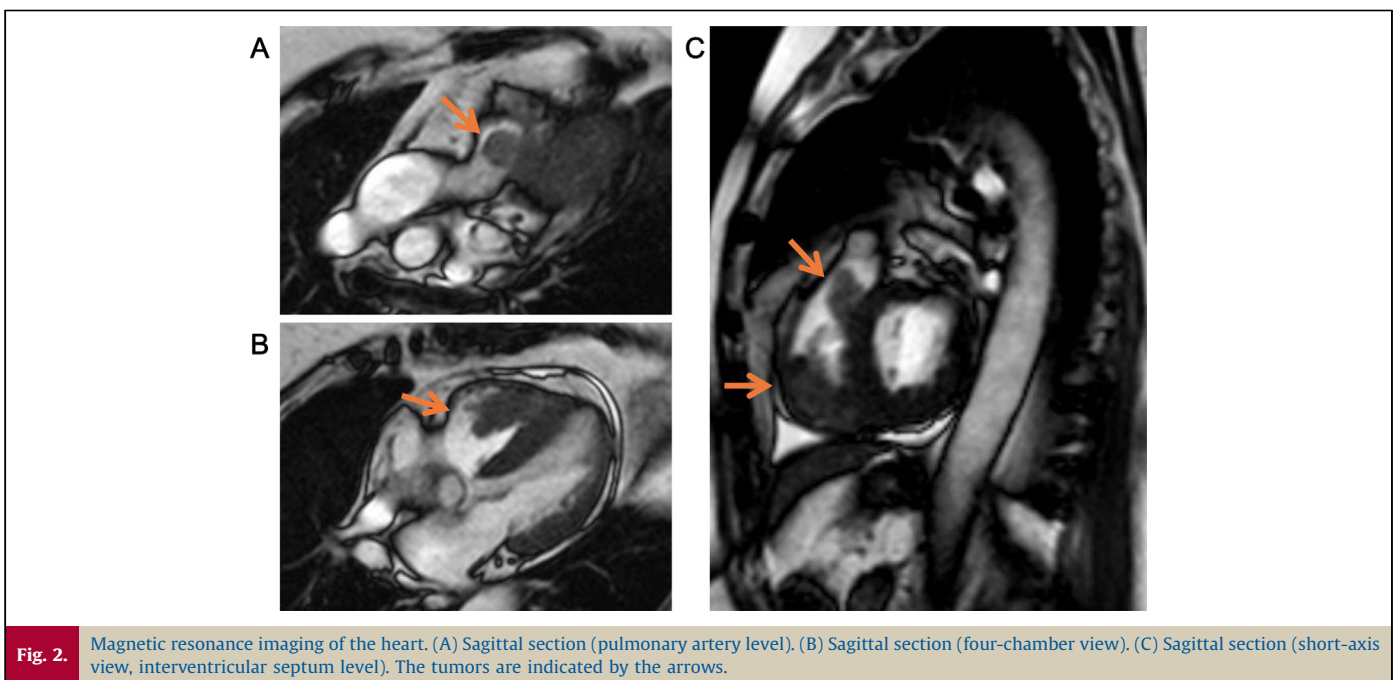 A
C
B
Fig. 2.
Magnetic resonance imaging of the heart. (A) Sagittal section (pulmonary artery level). (B) Sagittal section (four-chamber view). (C) Sagittal section (short-axis
view, interventricular septum level). The tumors are indicated by the arrows.